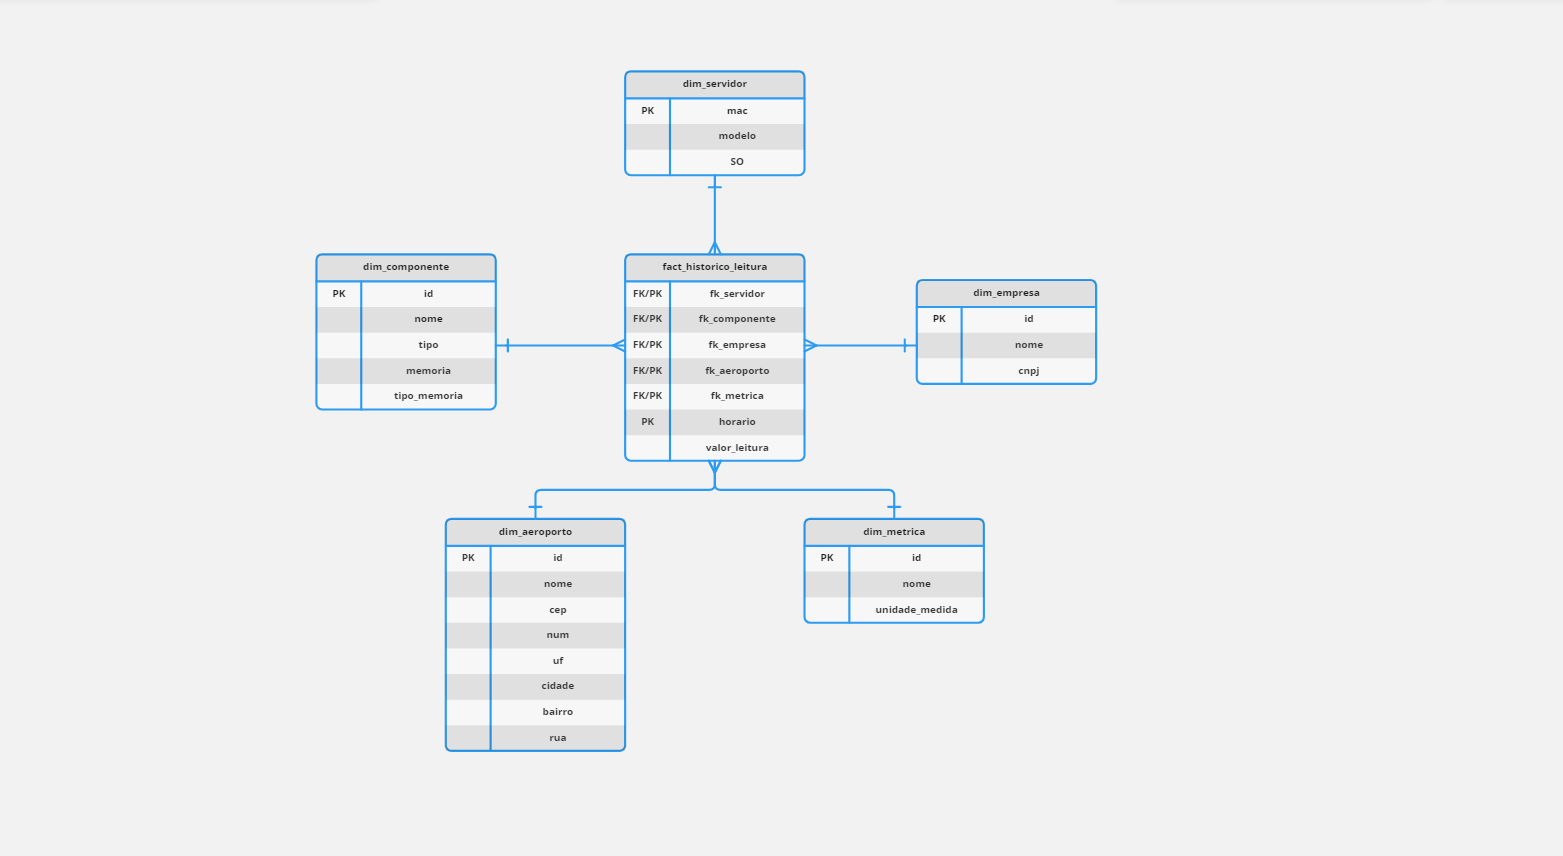 dim_servidor
PK mac
modelo
SO
dim_componente
PK id
nome
tipo
memoria
tipo_memoria
fact_historico_leitura
FK/PK fk_servidor
FK/PK fk_componente
FK/PK fk_empresa
FK/PK fk_aeroporto
FK/PK fk_metrica
PK horario
valor_leitura
dim_empresa
PK id
nome
cnpj
dim_aeroporto
PK id
nome
cep
num
uf
cidade
bairro
rua
dim_metrica
PK id
nome
unidade_medida